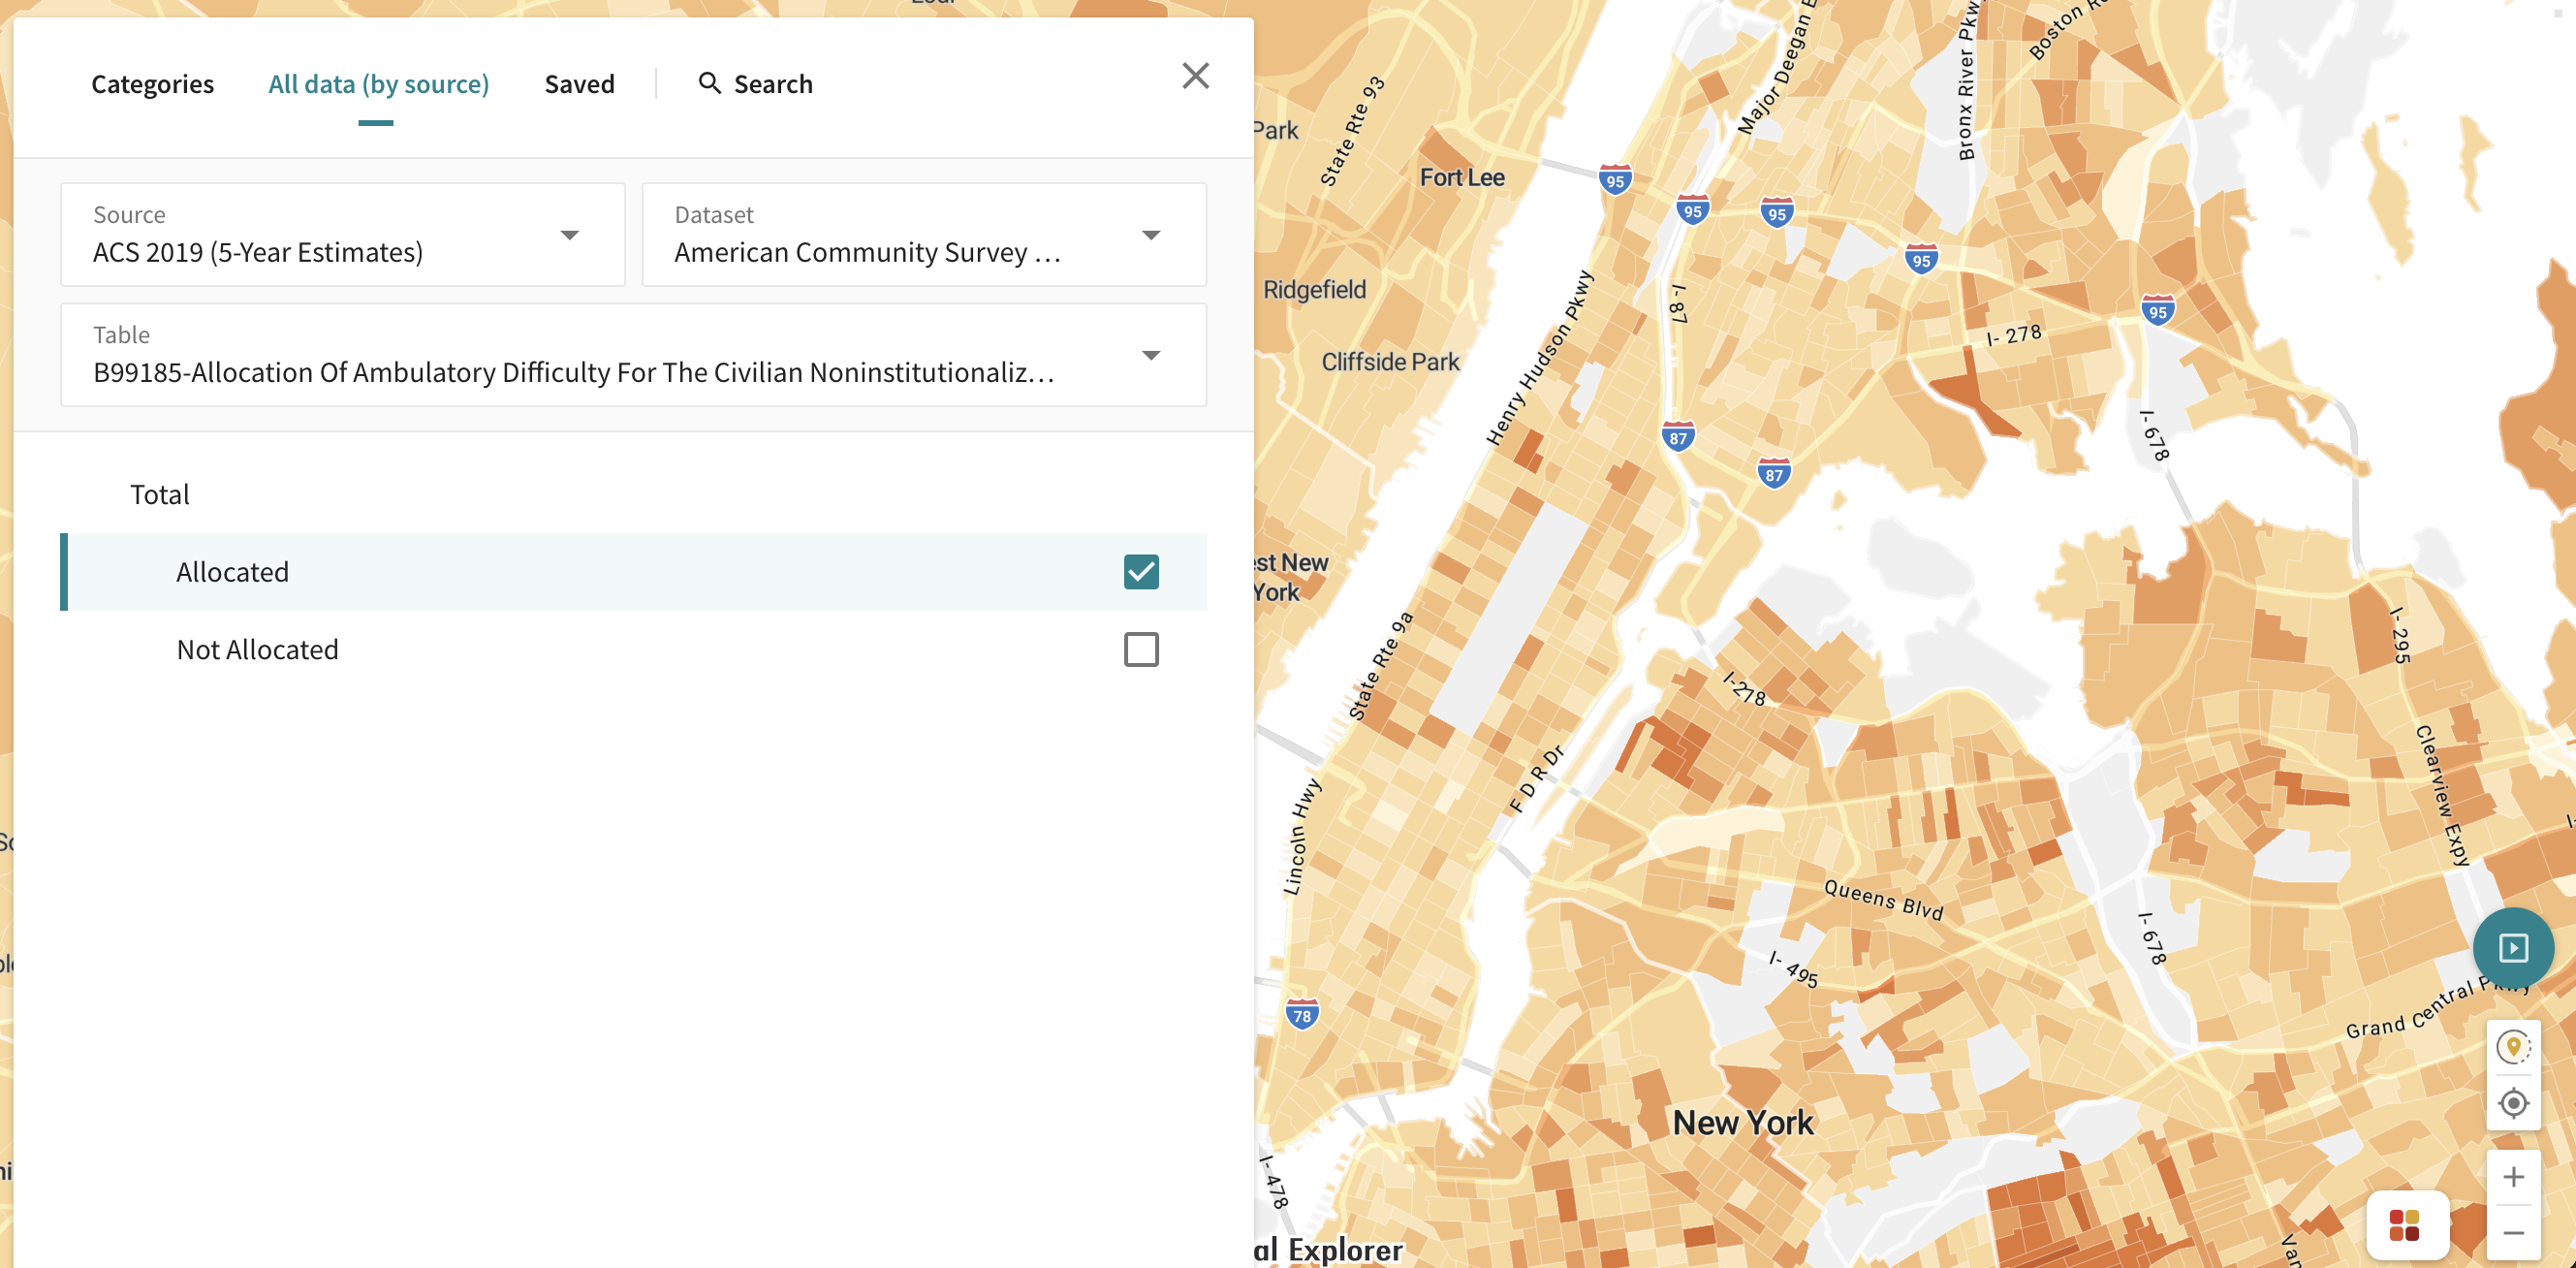 Categories
All data (by source)
Saved
Search
Source
ACS 2019 (5-Year Estimates)
Dataset
American Community Survey ...
Table
B99185-Allocation Of Ambulatory Difficulty For The Civilian Noninstitutionaliz...
Total
Allocated
Not Allocated
Park
State Rte 93
Fort Lee
95
95
95
95
95
Major Deegan E
Bronx River Pkw
Boston R
Ridgefield
Cliffside Park
Henry Hudson Pkwy
I- 87
I- 278
I- 678
87
87
st New
York
State Rte 9a
I-278
I- 295
F D R Dr
Lincoln Hwy
Clearview Expy
Queens Blvd
I- 495
I- 678
78
Grand Central Pkwy
New York
I- 478
al Explorer
Van